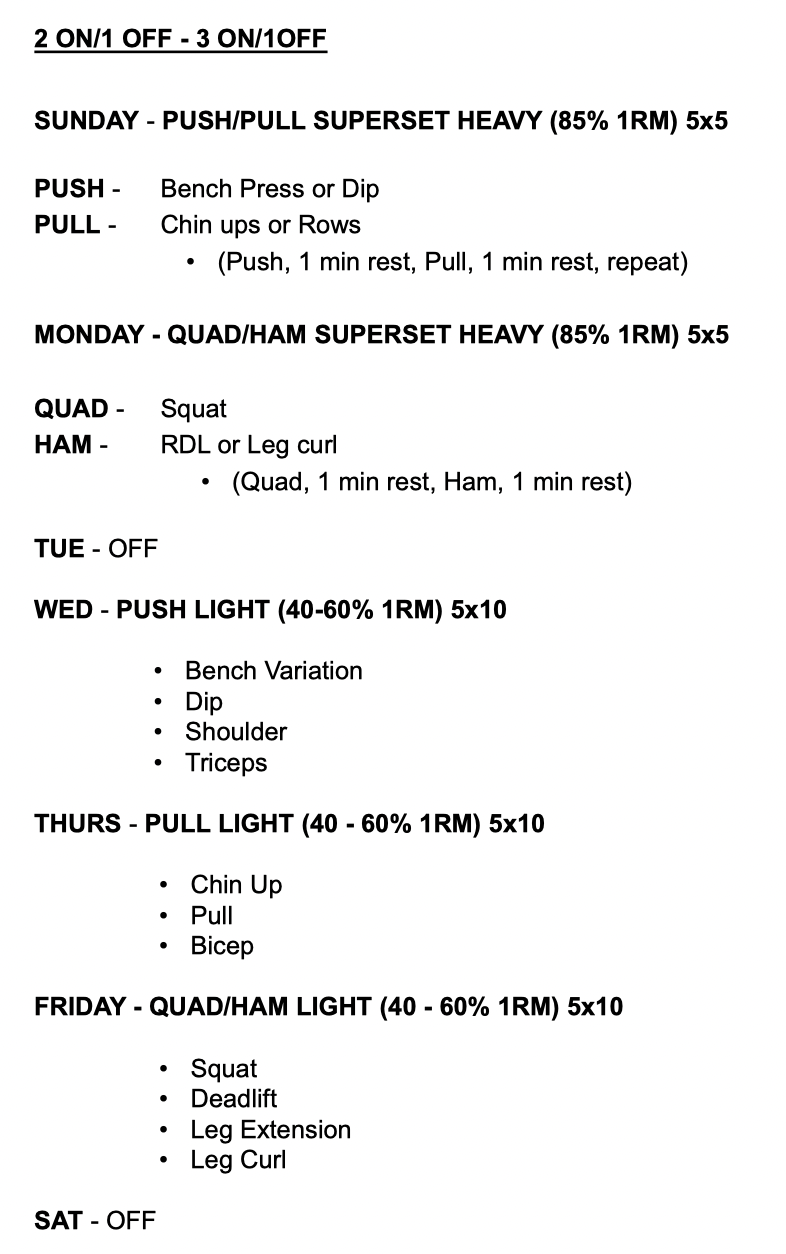 2 ON/1 OFF - 3 ON/1OFF
SUNDAY - PUSH/PULL SUPERSET HEAVY (85% 1RM) 5x5
PUSH - Bench Press or Dip
PULL - Chin ups or Rows
• (Push, 1 min rest, Pull, 1 min rest, repeat)
MONDAY - QUAD/HAM SUPERSET HEAVY (85% 1RM) 5x5
QUAD - Squat
HAM - RDL or Leg curl
• (Quad, 1 min rest, Ham, 1 min rest)
TUE - OFF
WED - PUSH LIGHT (40-60% 1RM) 5x10
• Bench Variation
• Dip
• Shoulder
• Triceps
THURS - PULL LIGHT (40 - 60% 1RM) 5x10
• Chin Up
• Pull
• Bicep
FRIDAY - QUAD/HAM LIGHT (40 - 60% 1RM) 5x10
• Squat
• Deadlift
• Leg Extension
• Leg Curl
SAT - OFF